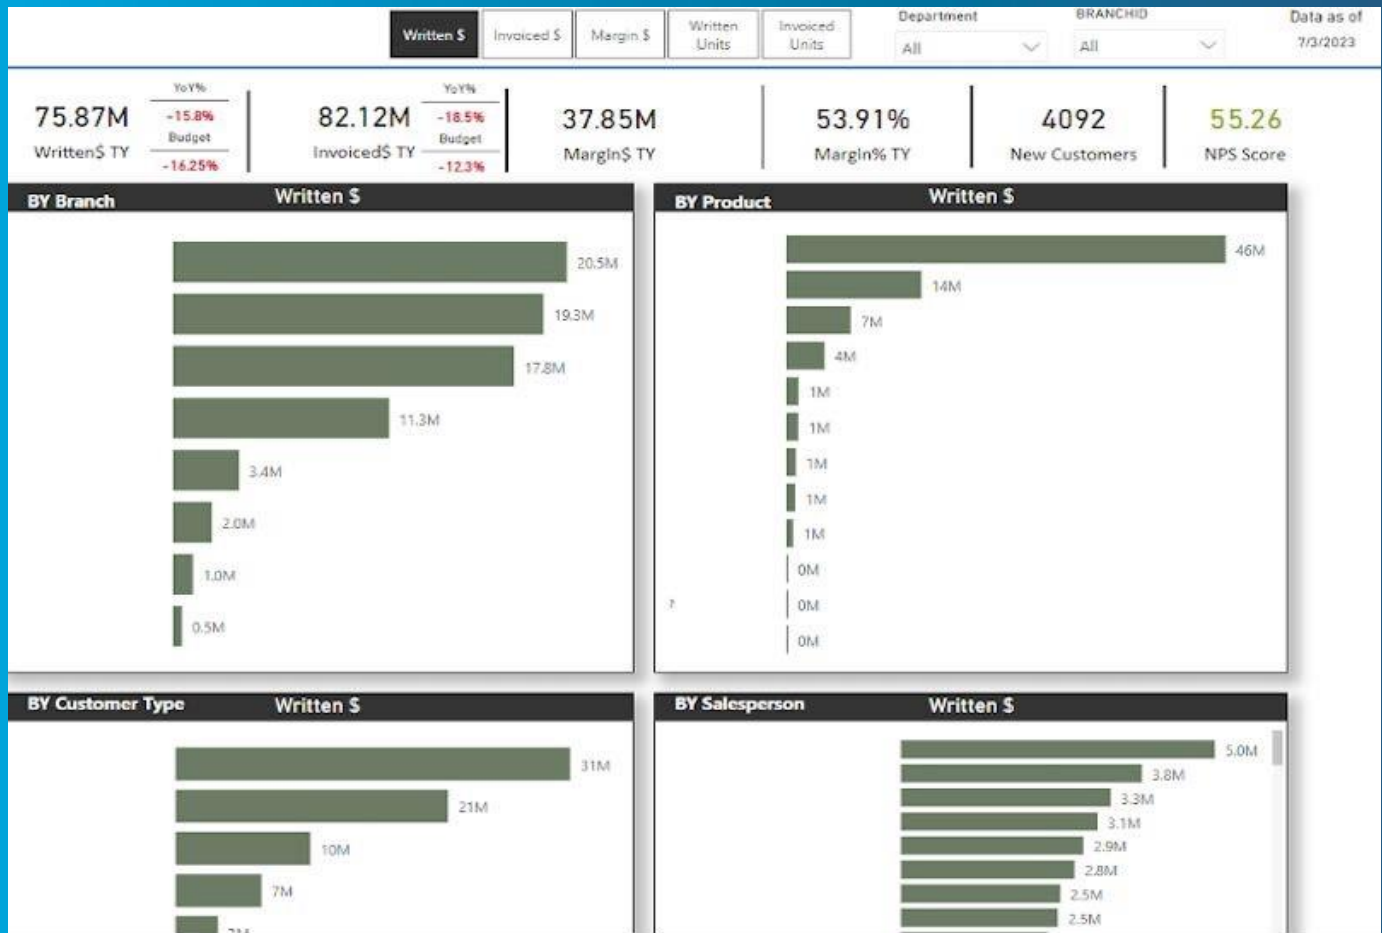 Written $
Invoiced $
Margin $
Written
Units
Invoiced
Units
Department
All
BRANCHID
All
Data as of
7/3/2023
75.87M
Written$ TY
YoY%
-15.8%
Budget
-16.25%
82.12M
Invoiced$ TY
YoY%
-18.5%
Budget
-12.3%
37.85M
Margin$ TY
53.91%
Margin% TY
4092
New Customers
55.26
NPS Score
BY Branch Written $
20.5M
19.3M
17.8M
11.3M
3.4M
2.0M
1.0M
0.5M
BY Product Written $
46M
14M
7M
4M
1M
1M
1M
1M
1M
0M
?
0M
0M
BY Customer Type Written $
31M
21M
10M
7M
BY Salesperson Written $
5.0M
3.8M
3.3M
3.1M
2.9M
2.8M
2.5M
2.5M